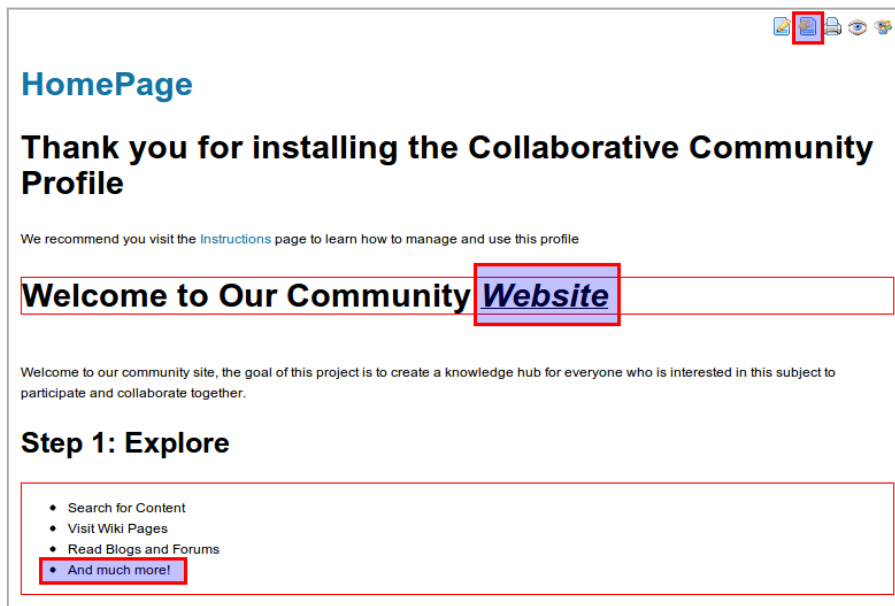 HomePage
Thank you for installing the Collaborative Community
Profile
We recommend you visit the Instructions page to learn how to manage and use this profile
Welcome to Our Community Website
Welcome to our community site, the goal of this project is to create a knowledge hub for everyone who is interested in this subject to
participate and collaborate together.
Step 1: Explore
• Search for Content
• Visit Wiki Pages
• Read Blogs and Forums
• And much more!